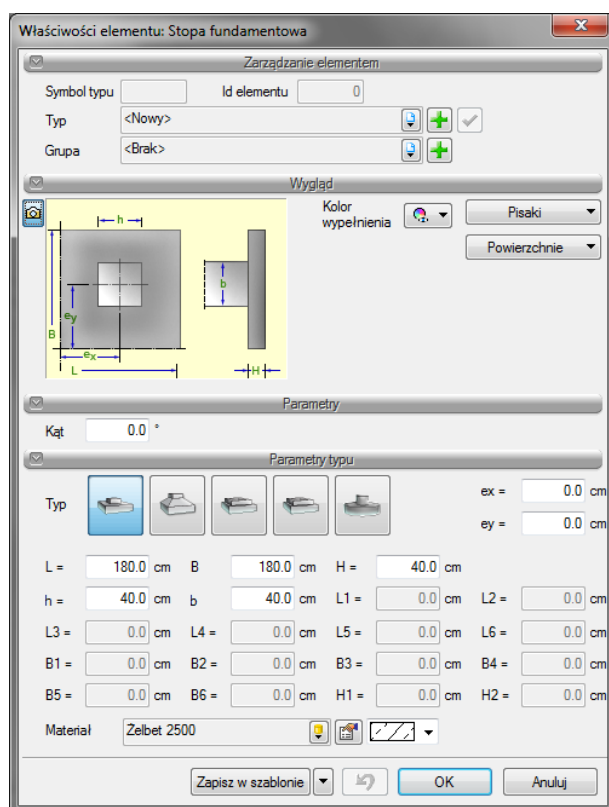 Właściwości elementu: Stopa fundamentowa
Zarządzanie elementem
Symbol typu Id elementu 0
Typ <Nowy>
Grupa <Brak>
Wygląd
Kolor wypełnienia Pisaki
Powierzchnie
h
b
ey
B
ex
L H
Parametry
Kąt 0.0 °
Parametry typu
Typ ex = 0.0 cm
ey = 0.0 cm
L = 180.0 cm B 180.0 cm H = 40.0 cm
h = 40.0 cm b 40.0 cm L1 = 0.0 cm L2 = 0.0 cm
L3 = 0.0 cm L4 = 0.0 cm L5 = 0.0 cm L6 = 0.0 cm
B1 = 0.0 cm B2 = 0.0 cm B3 = 0.0 cm B4 = 0.0 cm
B5 = 0.0 cm B6 = 0.0 cm H1 = 0.0 cm H2 = 0.0 cm
Materiał Żelbet 2500
Zapisz w szablonie OK Anuluj